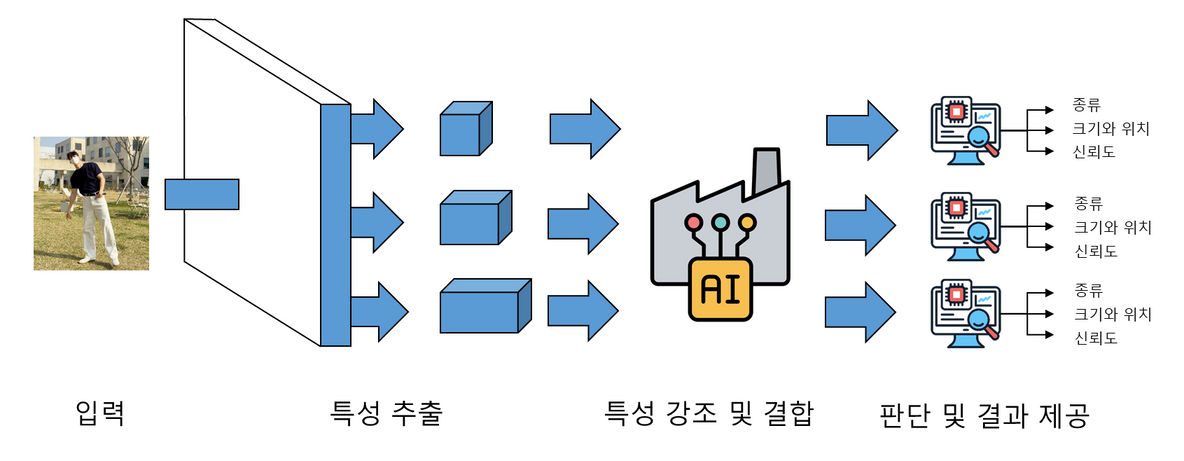 종류
크기와 위치
신뢰도
종류
크기와 위치
신뢰도
AI
종류
크기와 위치
신뢰도
입력
특성 추출
특성 강조 및 결합
판단 및 결과 제공